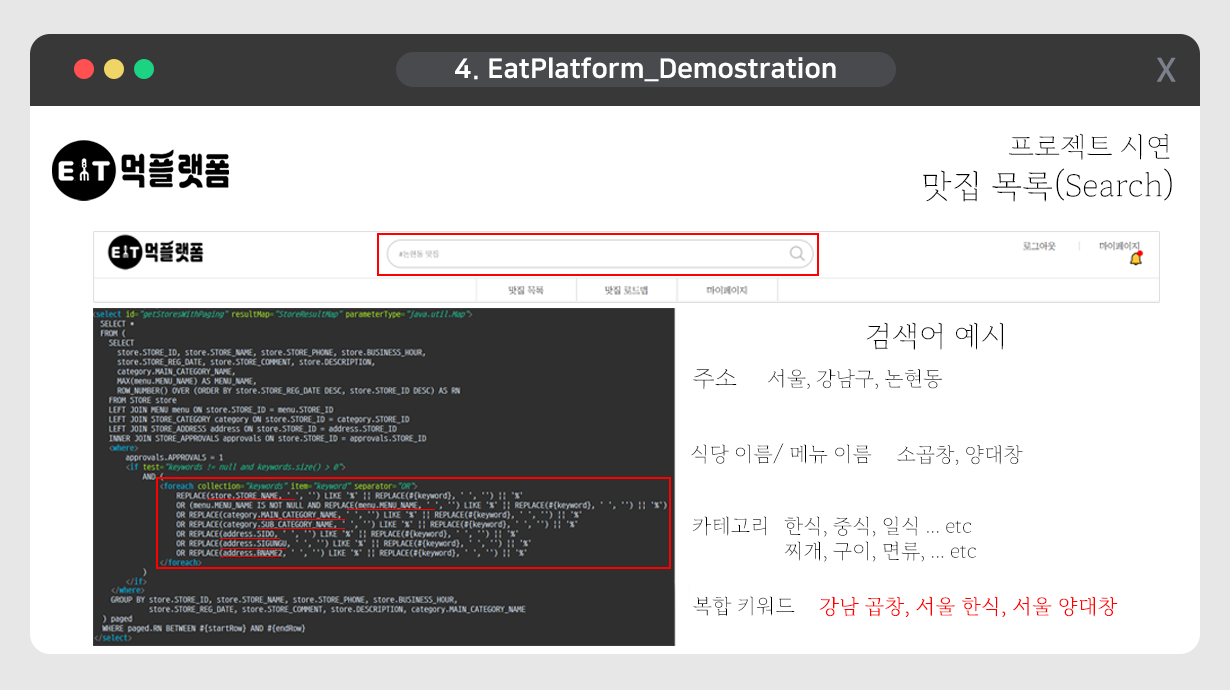 4. EatPlatform_Demostration
X
EAT 먹플랫폼
프로젝트 시연
맛집 목록(Search)
EAT 먹플랫폼
#논현동 맛집
로그아웃 | 마이페이지
맛집 목록 맛집 로드맵 마이페이지
<select id="getStoresWithPaging" resultMap="StoreResultMap" parameterType="java.util.Map">
SELECT *
FROM (
SELECT
store.STORE_ID, store.STORE_NAME, store.STORE_PHONE, store.BUSINESS_HOUR,
store.STORE_REG_DATE, store.STORE_COMMENT, store.DESCRIPTION,
category.MAIN_CATEGORY_NAME,
MAX(menu.MENU_NAME) AS MENU_NAME,
ROW_NUMBER() OVER (ORDER BY store.STORE_REG_DATE DESC, store.STORE_ID DESC) AS RN
FROM STORE store
LEFT JOIN MENU menu ON store.STORE_ID = menu.STORE_ID
LEFT JOIN STORE_CATEGORY category ON store.STORE_ID = category.STORE_ID
LEFT JOIN STORE_ADDRESS address ON store.STORE_ID = address.STORE_ID
INNER JOIN STORE_APPROVALS approvals ON store.STORE_ID = approvals.STORE_ID
<where>
approvals.APPROVALS = 1
<if test="keywords != null and keywords.size() > 0">
AND (
<foreach collection="keywords" item="keyword" separator="OR">
REPLACE(store.STORE_NAME, ' ', '') LIKE '%' || REPLACE(#{keyword}, ' ', '') || '%'
OR (menu.MENU_NAME IS NOT NULL AND REPLACE(menu.MENU_NAME, ' ', '') LIKE '%' || REPLACE(#{keyword}, ' ', '') || '%')
OR REPLACE(category.MAIN_CATEGORY_NAME, ' ', '') LIKE '%' || REPLACE(#{keyword}, ' ', '') || '%'
OR REPLACE(category.SUB_CATEGORY_NAME, ' ', '') LIKE '%' || REPLACE(#{keyword}, ' ', '') || '%'
OR REPLACE(address.SIDO, ' ', '') LIKE '%' || REPLACE(#{keyword}, ' ', '') || '%'
OR REPLACE(address.SIGUNGU, ' ', '') LIKE '%' || REPLACE(#{keyword}, ' ', '') || '%'
OR REPLACE(address.BNAME2, ' ', '') LIKE '%' || REPLACE(#{keyword}, ' ', '') || '%'
</foreach>
)
</if>
</where>
GROUP BY store.STORE_ID, store.STORE_NAME, store.STORE_PHONE, store.BUSINESS_HOUR,
store.STORE_REG_DATE, store.STORE_COMMENT, store.DESCRIPTION, category.MAIN_CATEGORY_NAME
) paged
WHERE paged.RN BETWEEN #{startRow} AND #{endRow}
</select>
검색어 예시
주소 서울, 강남구, 논현동
식당 이름/ 메뉴 이름 소곱창, 양대창
카테고리 한식, 중식, 일식 ... etc
찌개, 구이, 면류, ... etc
복합 키워드 강남 곱창, 서울 한식, 서울 양대창